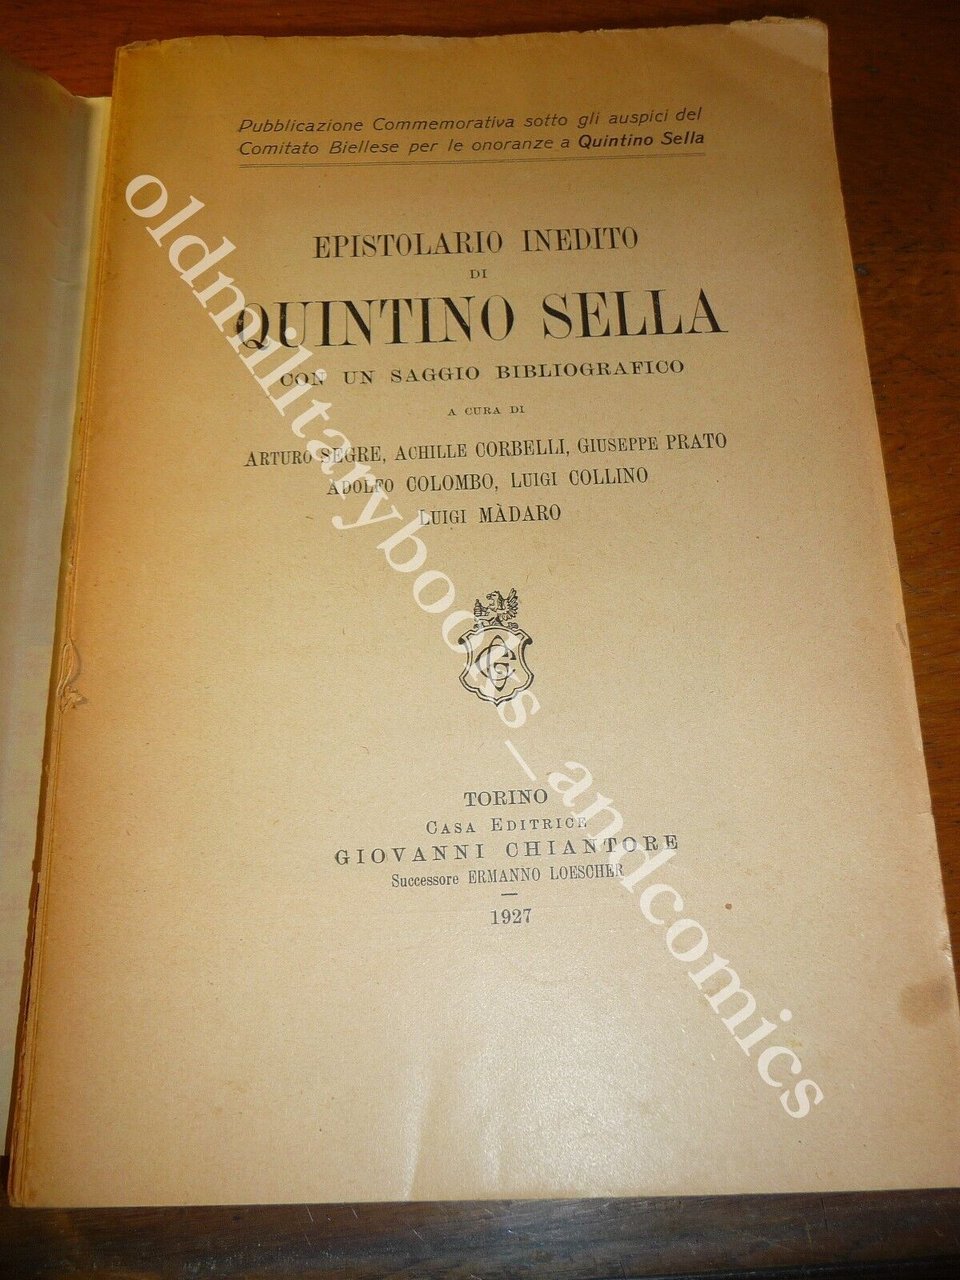 Pubblicazione Commemorativa sotto gli auspici del
Comitato Biellese per le onoranze a Quintino Sella
EPISTOLARIO INEDITO
DI
QUINTINO SELLA
CON UN SAGGIO BIBLIOGRAFICO
A CURA DI
ARTURO SEGRE, ACHILLE CORBELLI, GIUSEPPE PRATO
ADOLFO COLOMBO, LUIGI COLLINO
LUIGI MÀDARO
TORINO
CASA EDITRICE
GIOVANNI CHIANTORE
Successore ERMANNO LOESCHER
1927
oldmilitarybooks_andcomics